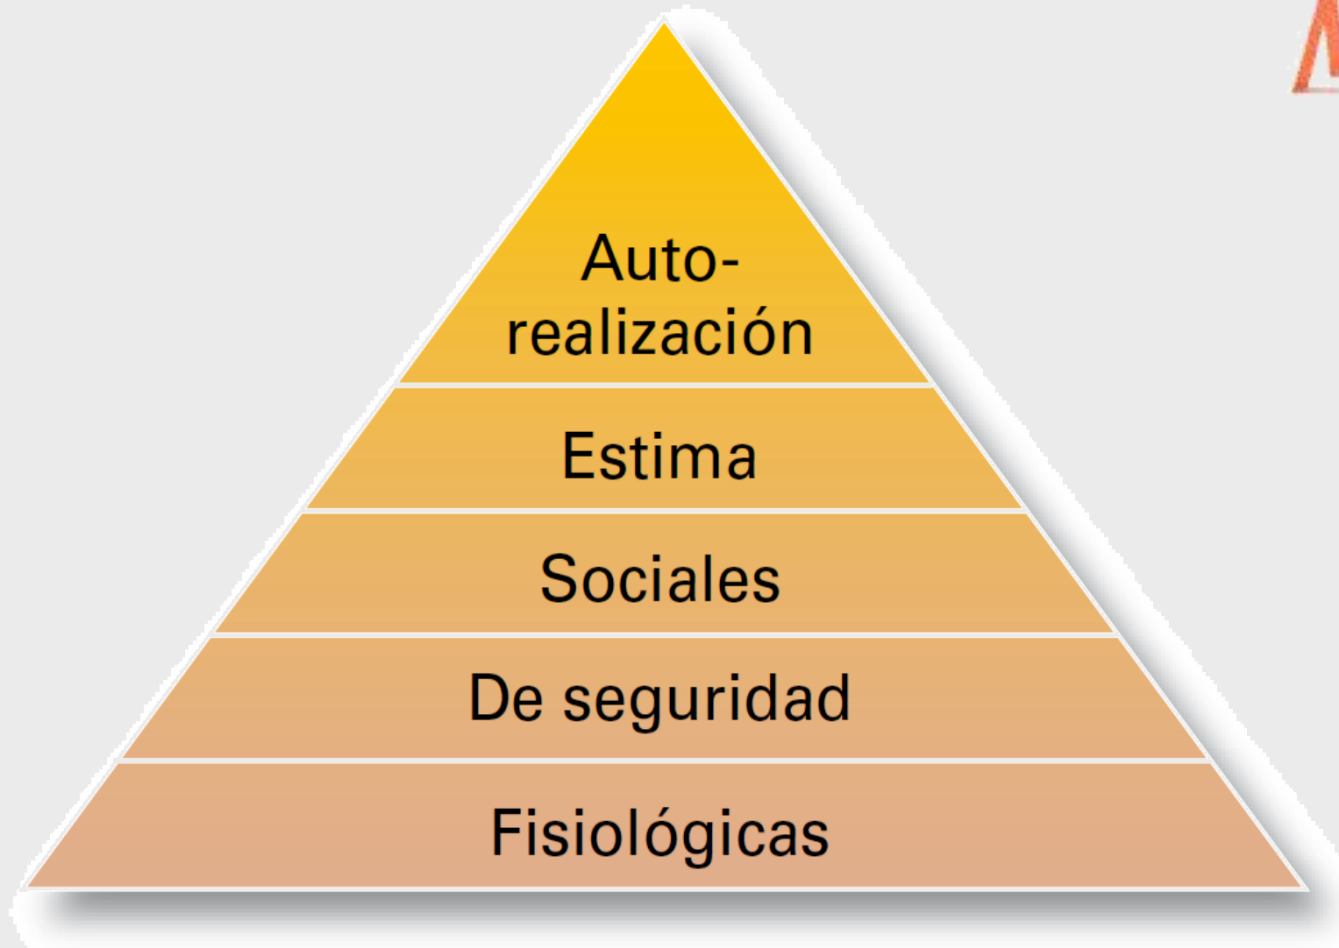 Auto-
realización
Estima
Sociales
De seguridad
Fisiológicas